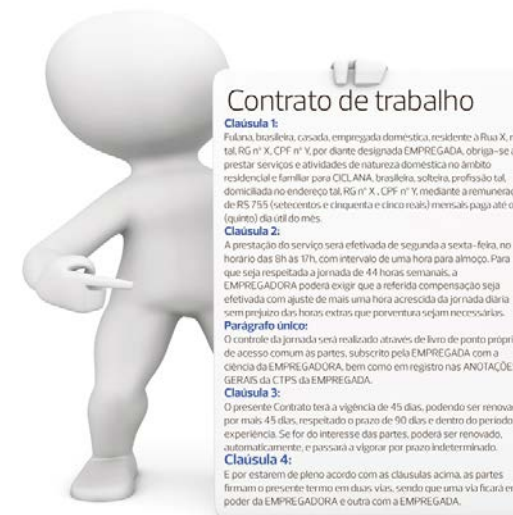 Contrato de trabalho
Claúsula 1:
Fulana, brasileira, casada, empregada doméstica, residente à Rua X, n
tal, RG n° X, CPF n° Y, por diante designada EMPREGADA, obriga-se a
prestar serviços e atividades de natureza doméstica no âmbito
residencial e familiar para CICLANA, brasileira, solteira, profissão tal,
domiciliada no endereço tal, RG n° X , CPF n° Y, mediante a remuneraç
de R$ 755 (setecentos e cinquenta e cinco reais) mensais paga até o
(quinto) dia útil do mês.
Claúsula 2:
A prestação do serviço será efetivada de segunda a sexta-feira, no
horário das 8h às 17h, com intervalo de uma hora para almoço. Para
que seja respeitada a jornada de 44 horas semanais, a
EMPREGADORA poderá exigir que a referida compensação seja
efetivada com ajuste de mais uma hora acrescida da jornada diária
sem prejuízo das horas extras que porventura sejam necessárias.
Parágrafo único:
O controle da jornada será realizado através de livro de ponto própri
de acesso comum às partes, subscrito pela EMPREGADA com a
ciência da EMPREGADORA, bem como em registro nas ANOTAÇÕES
GERAIS da CTPS da EMPREGADA.
Claúsula 3:
O presente Contrato terá a vigência de 45 dias, podendo ser renova
por mais 45 dias, respeitado o prazo de 90 dias e dentro do período
experiência. Se for do interesse das partes, poderá ser renovado,
automaticamente, e passará a vigorar por prazo indeterminado.
Claúsula 4:
E por estarem de pleno acordo com as cláusulas acima, as partes
firmam o presente termo em duas vias, sendo que uma via ficará em
poder da EMPREGADORA e outra com a EMPREGADA.